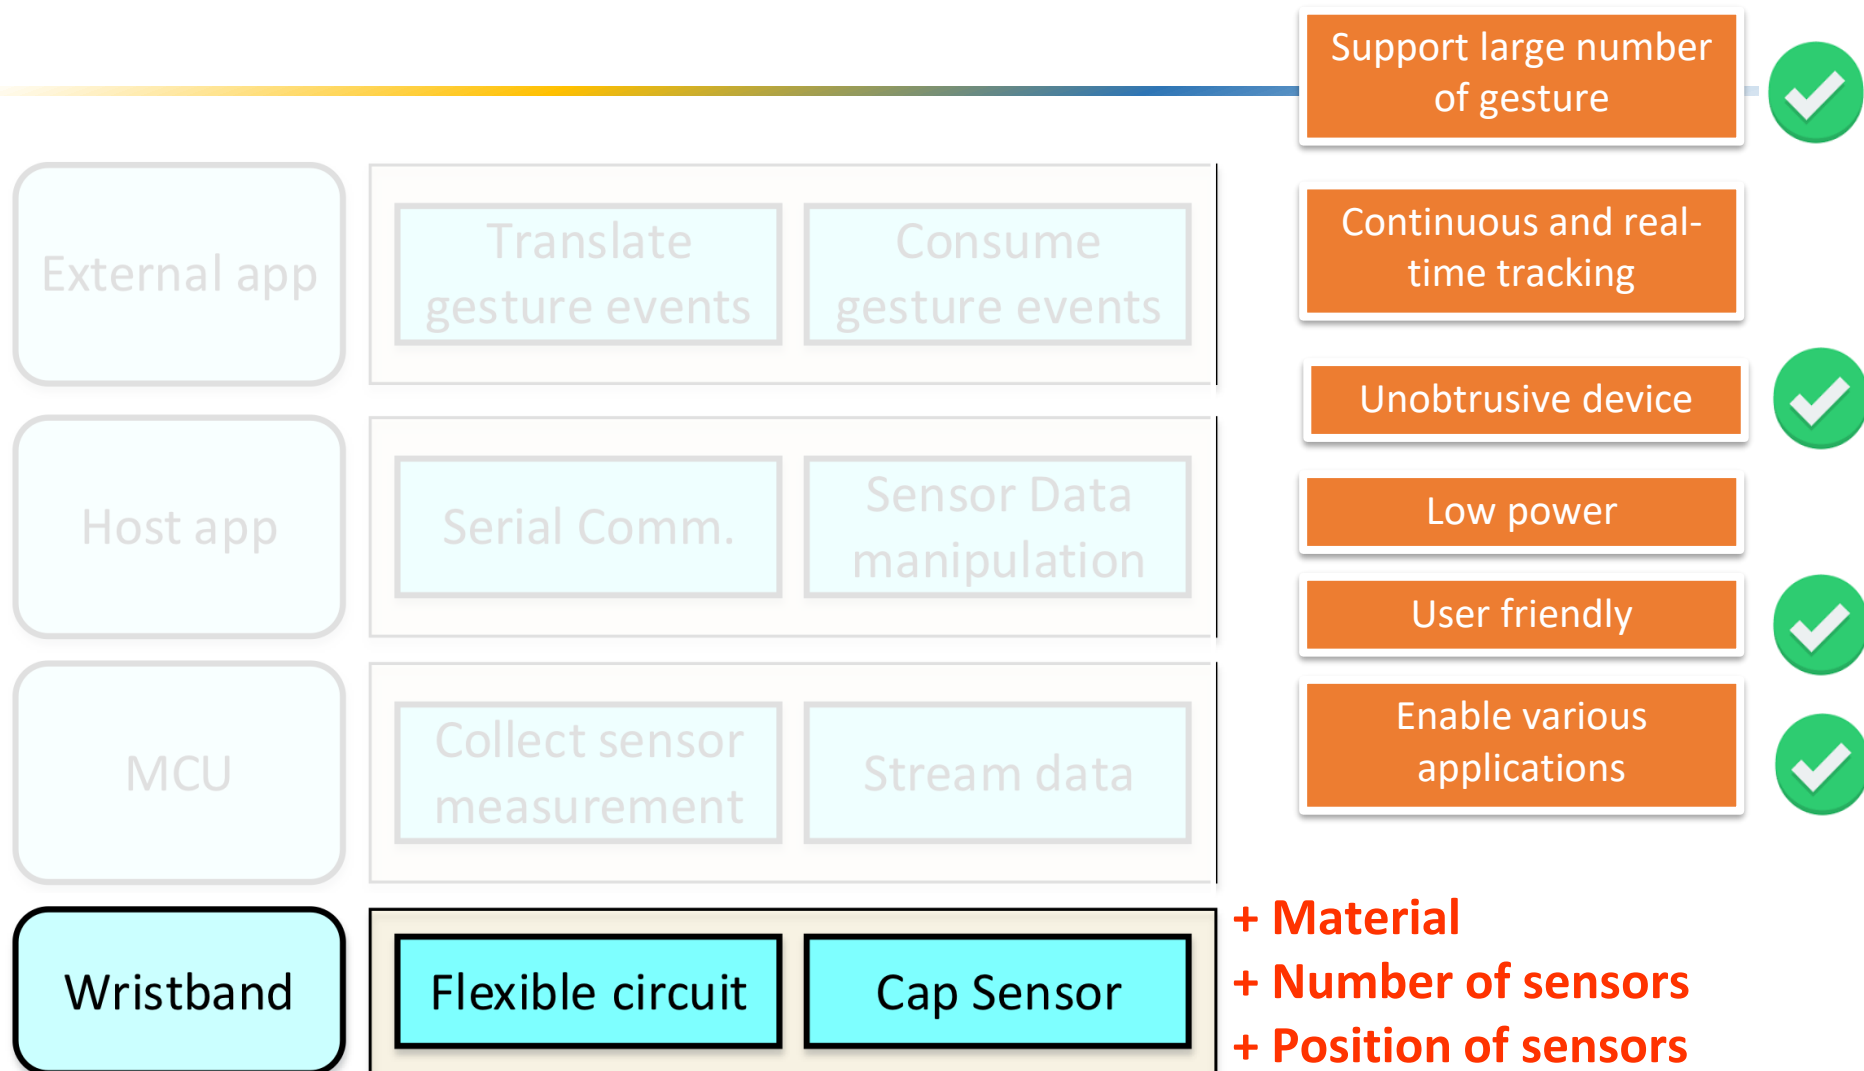 Support large number
of gesture
External app
Translate
gesture events
Consume
gesture events
Continuous and real-
time tracking
Unobtrusive device
Host app
Serial Comm.
Sensor Data
manipulation
Low power
User friendly
MCU
Collect sensor
measurement
Stream data
Enable various
applications
Wristband
Flexible circuit
Cap Sensor
+ Material
+ Number of sensors
+ Position of sensors